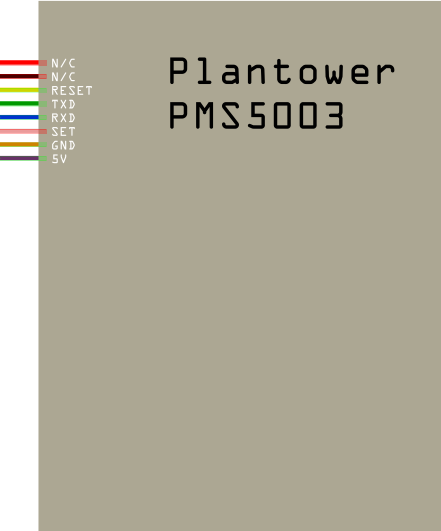 N/C
N/C
RESET
TXD
RXD
SET
GND
5V
Plantower
PMS5003